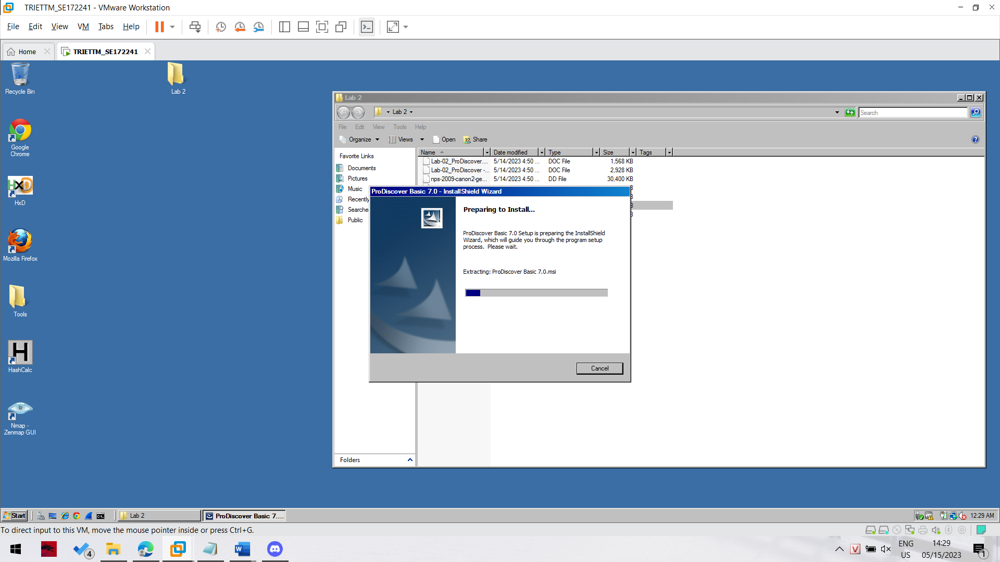 TRIETTM_SE172241 - VMware Workstation
File Edit View VM Tabs Help
Home
TRIETTM_SE172241
Recycle Bin
Lab 2
Google
Chrome
HxD
Mozilla Firefox
Tools
HashCalc
Nmap -
Zenmap GUI
Lab 2
Lab 2
Search
File Edit View Tools Help
Organize Views Open Share
Favorite Links
Documents
Pictures
Music
Recently
Searche
Public
Folders
Name Date modified Type Size Tags
Lab-02_ProDiscover.... 5/14/2023 4:50 ... DOC File 1,568 KB
Lab-02_ProDiscover -... 5/14/2023 4:50 ... DOC File 2,928 KB
nps-2009-canon2-ge... 5/14/2023 4:50 ... DD File 30,400 KB
ProDiscover Basic 7.0 - InstallShield Wizard
Preparing to Install...
ProDiscover Basic 7.0 Setup is preparing the InstallShield
Wizard, which will guide you through the program setup
process. Please wait.
Extracting: ProDiscover Basic 7.0.msi
Cancel
Start
Lab 2
ProDiscover Basic 7....
12:29 AM
To direct input to this VM, move the mouse pointer inside or press Ctrl+G.
4
ENG
US
14:29
05/15/2023
1